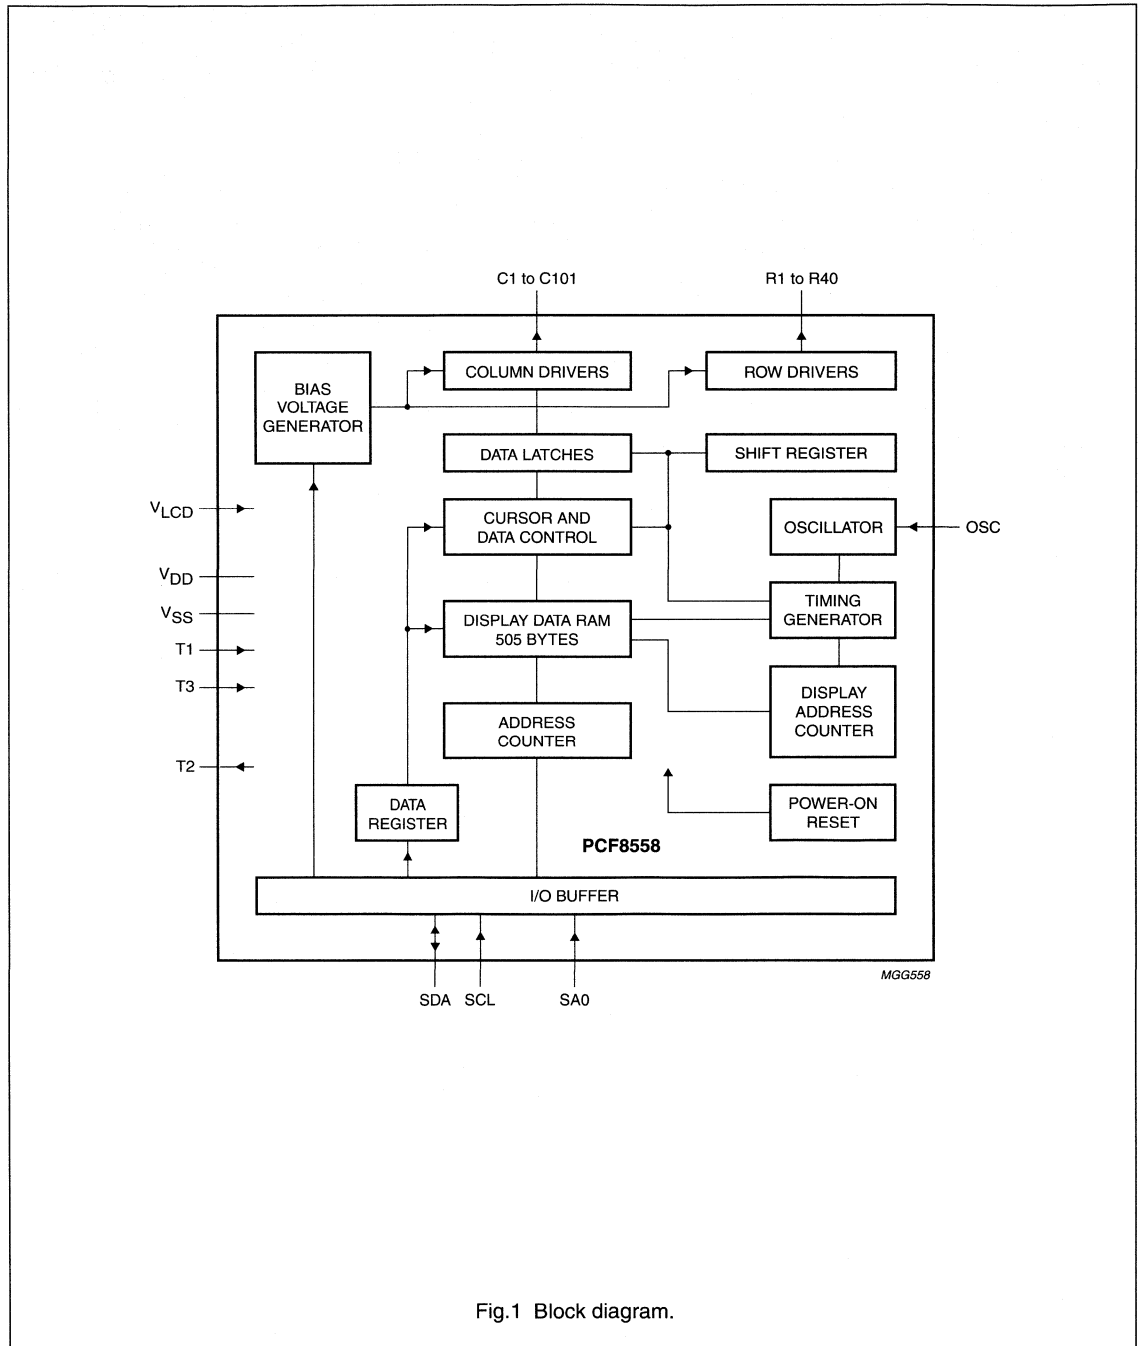 C1 to C101
R1 to R40
BIAS
VOLTAGE
GENERATOR
COLUMN DRIVERS
ROW DRIVERS
DATA LATCHES
SHIFT REGISTER
VLCD
CURSOR AND
DATA CONTROL
OSCILLATOR
OSC
VDD
VSS
DISPLAY DATA RAM
505 BYTES
TIMING
GENERATOR
T1
T3
DISPLAY
ADDRESS
COUNTER
ADDRESS
COUNTER
T2
DATA
REGISTER
POWER-ON
RESET
PCF8558
I/O BUFFER
MGG558
SDA
SCL
SA0
Fig.1 Block diagram.